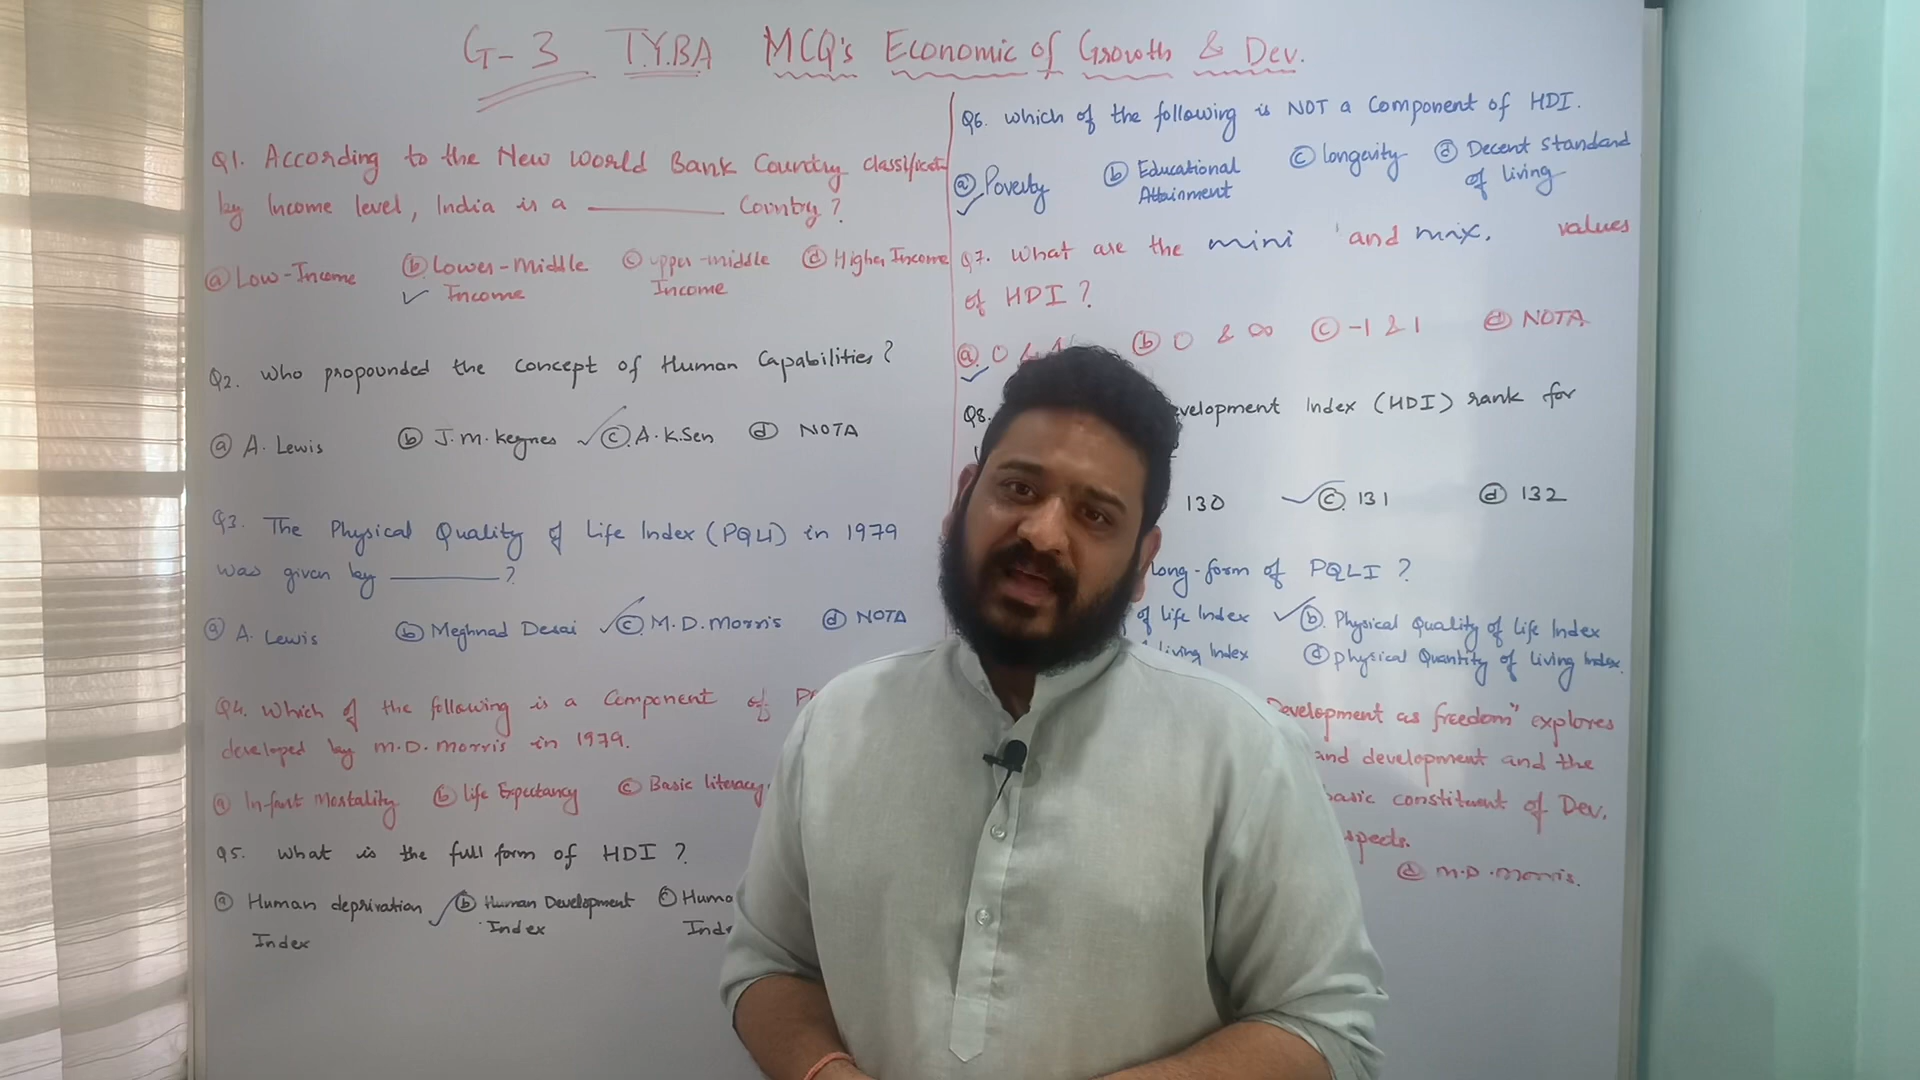 G-3 T.Y.BA MCQ's Economic of Growth & Dev.
Q1. According to the New World Bank Country
by Income level, India is a ______ Country?
(a) Low-Income (b) Lower-Middle (c) upper-middle (d) Higher Income
Income Income
Q2. Who propounded the concept of Human Capabilities?
(a) A. Lewis (b) J.M. Keynes (c) A.K.Sen (d) NOTA
Q3. The Physical Quality of Life Index (PQLI) in 1979
was given by ______?
(a) A. Lewis (b) Meghnad Desai (c) M.D. Morris (d) NOTA
Q4. Which of the following is a Component of
developed by M.D. Morris in 1979.
(a) Infant Mortality (b) life Expectancy (c) Basic literacy
Q5. What is the full form of HDI?
(a) Human deprivation (b) Human Development (c)
Index Index
Q6. Which of the following is NOT a Component of HDI.
(a) Poverty (b) Educational (c) longevity (d) Decent Standard
Attainment of living
Q7. What are the mini and max. values
of HDI?
(a) 0 & (b) 0 & ∞ (c) -1 & 1 (d) NOTA
Q8. Index (HDI) rank for
130 (c) 131 (d) 132
long-form of PQLI?
of life Index (b) Physical Quality of Life Index
living Index (d) physical Quantity of living Index
Development as freedom" explores
and development and the
basic constituent of Dev.
(d) M.D. Morris.